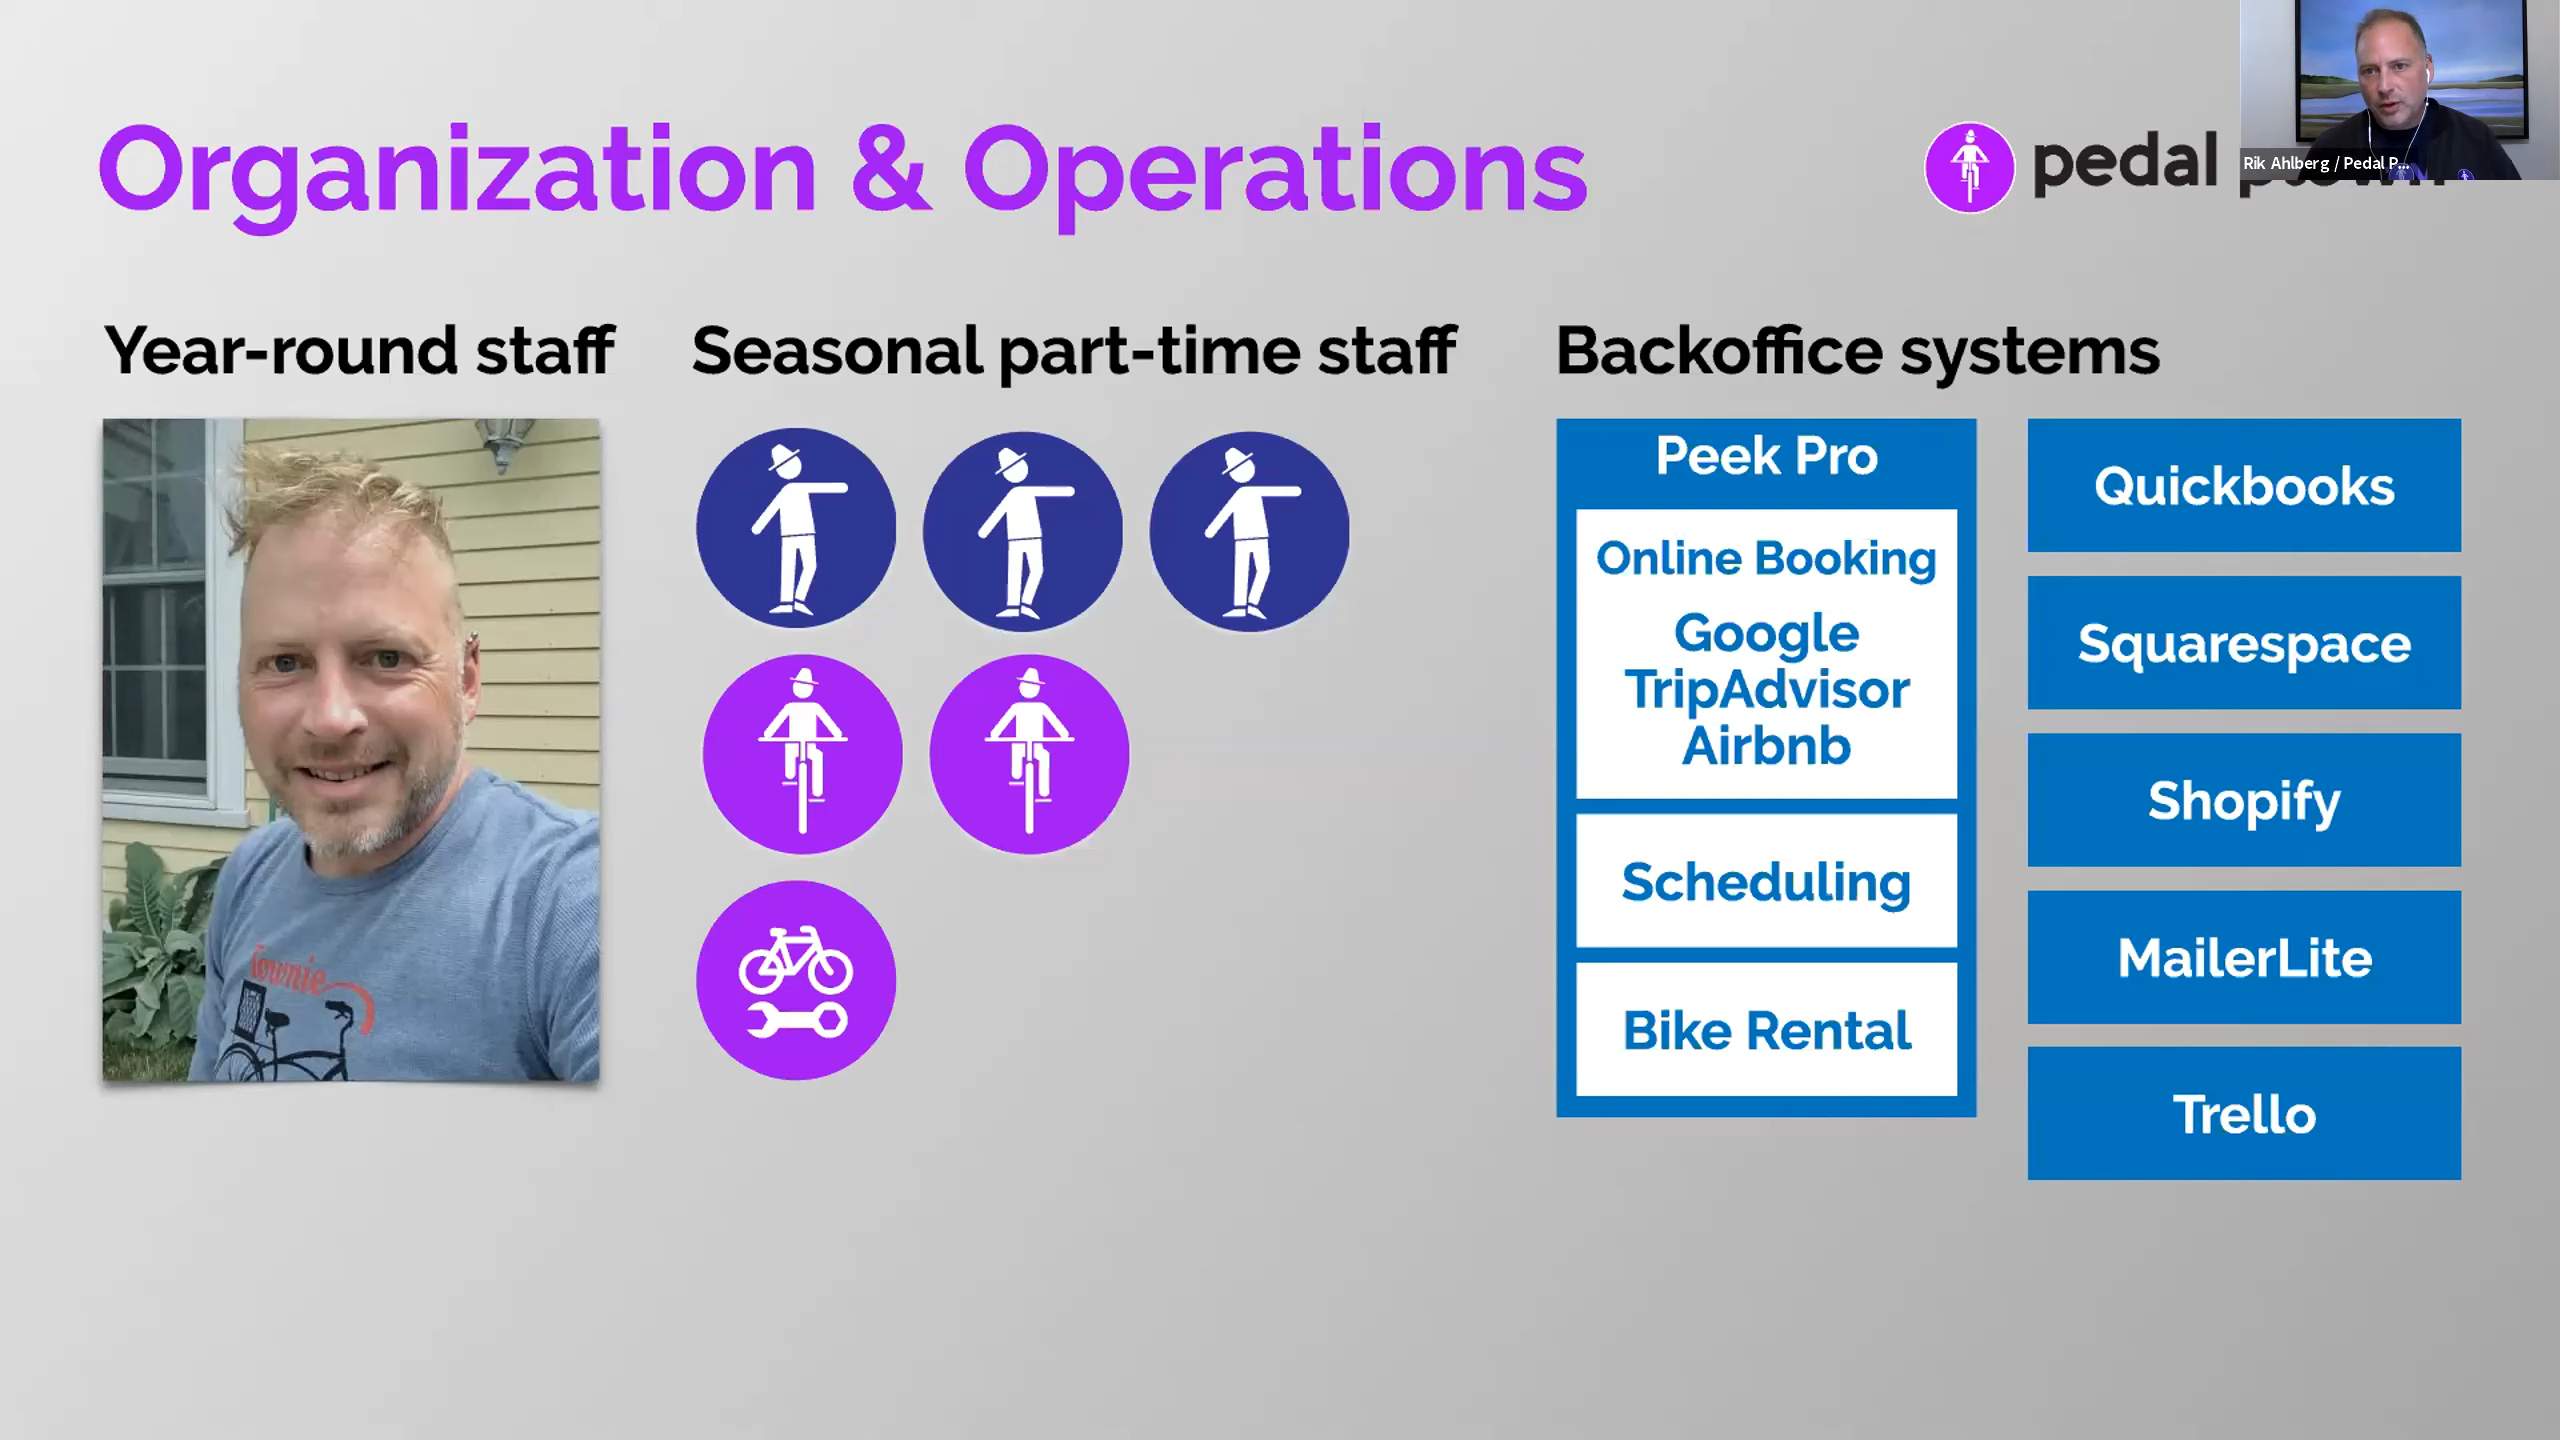 Organization & Operations
pedal
Rik Ahlberg / Pedal P...
Year-round staff
Seasonal part-time staff
Backoffice systems
Townie
Peek Pro
Online Booking
Google
TripAdvisor
Airbnb
Scheduling
Bike Rental
Quickbooks
Squarespace
Shopify
MailerLite
Trello